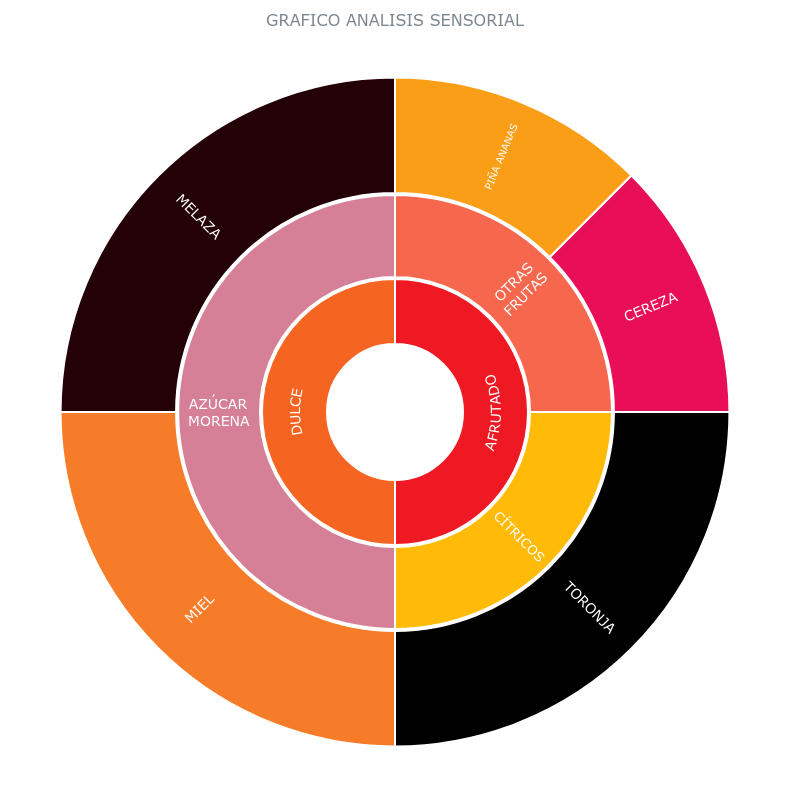 GRAFICO ANALISIS SENSORIAL
PIÑA ANANAS
MELAZA
OTRAS
FRUTAS
CEREZA
AZÚCAR
MORENA
DULCE
AFRUTADO
CÍTRICOS
MIEL
TORONJA